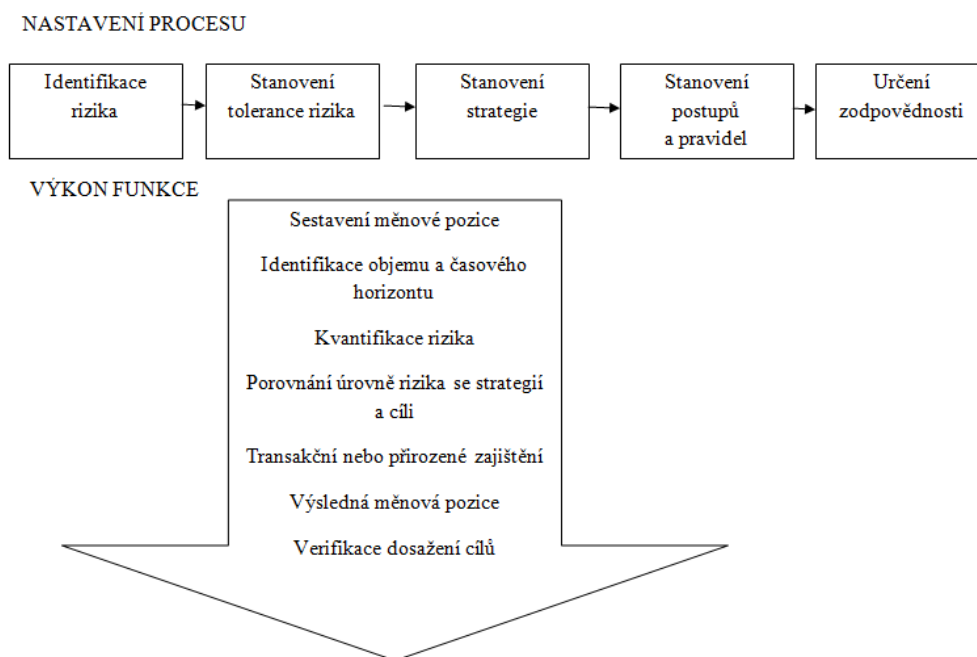 NASTAVENÍ PROCESU
Identifikace
rizika
Stanovení
tolerance rizika
Stanovení
strategie
Stanovení
postupů
a pravidel
Určení
zodpovědnosti
VÝKON FUNKCE
Sestavení měnové pozice
Identifikace objemu a časového
horizontu
Kvantifikace rizika
Porovnání úrovně rizika se strategií
a cíli
Transakční nebo přirozené zajištění
Výsledná měnová pozice
Verifikace dosažení cílů